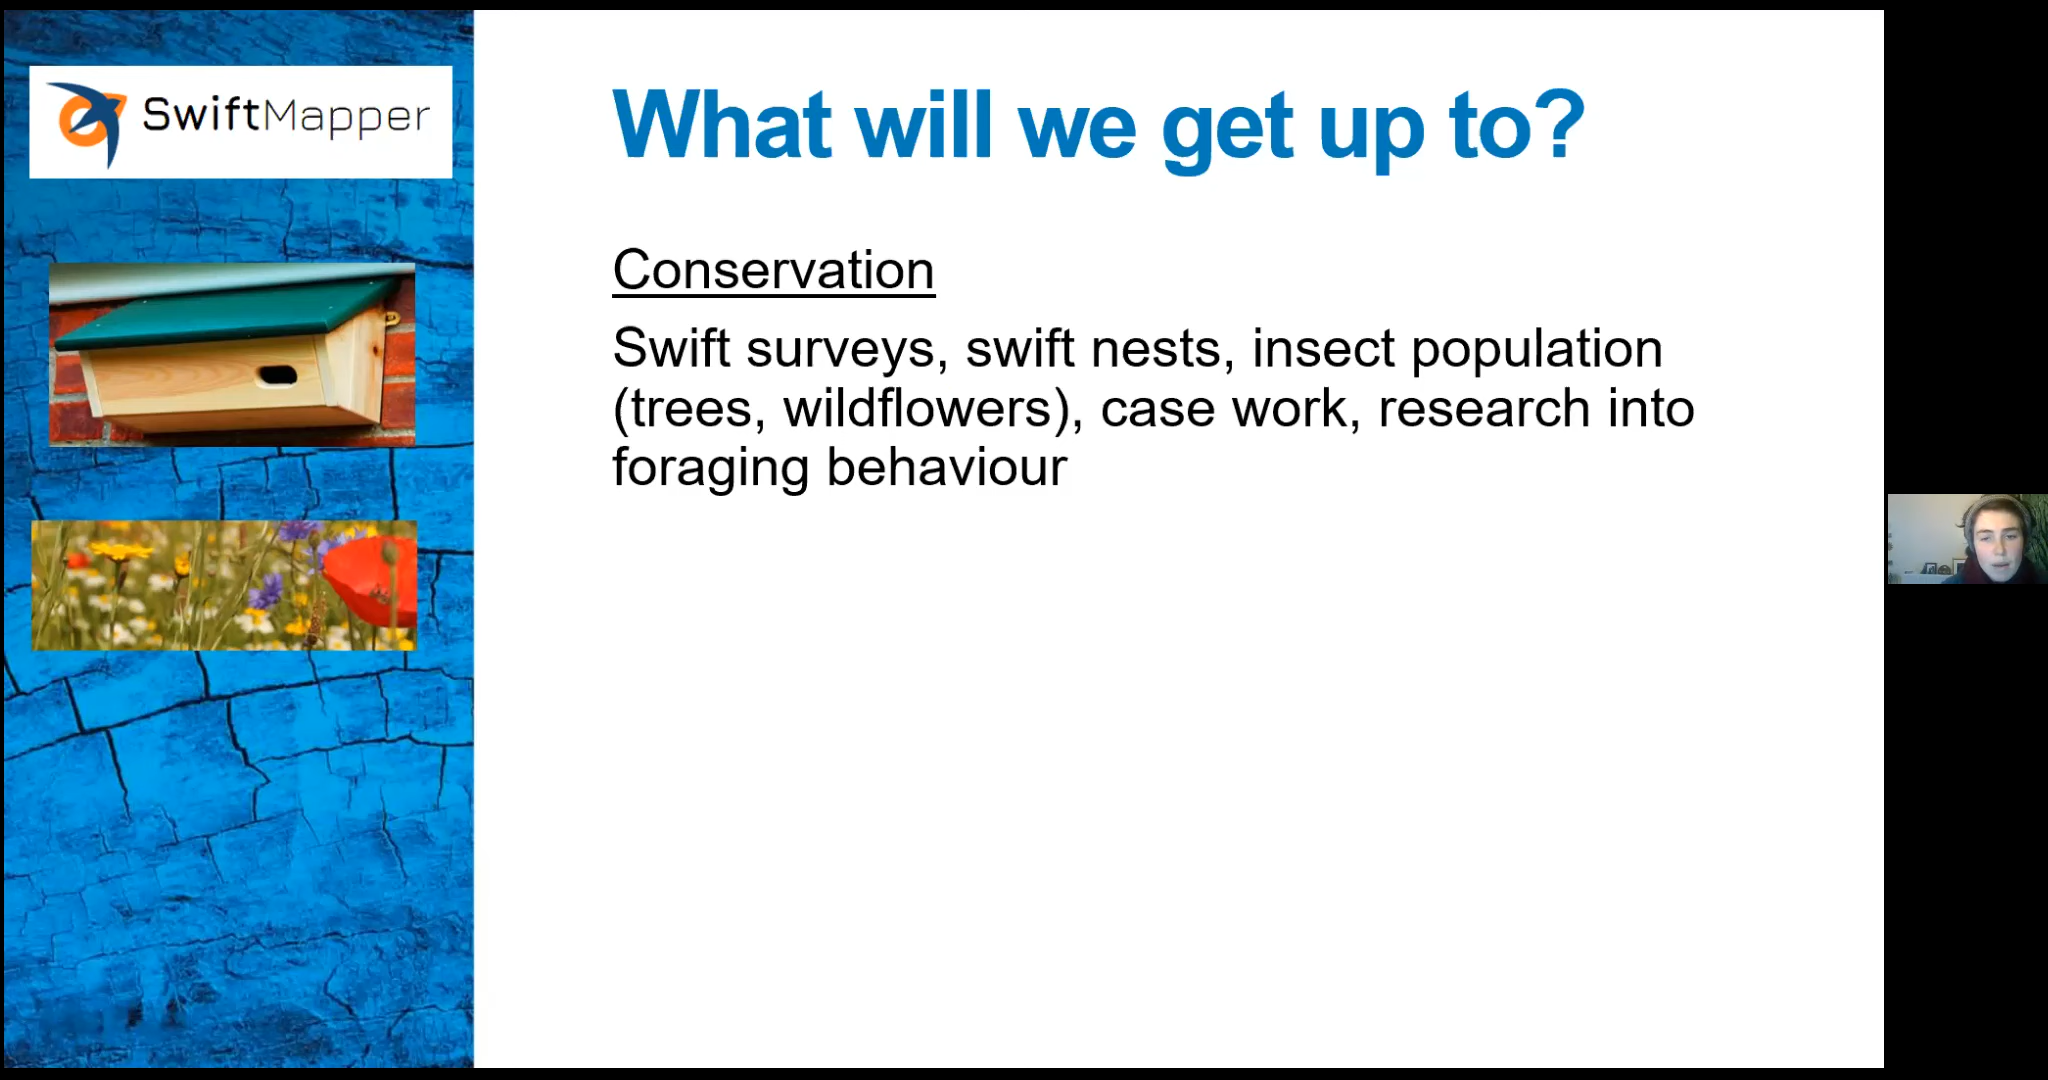 SwiftMapper
What will we get up to?
Conservation
Swift surveys, swift nests, insect population
(trees, wildflowers), case work, research into
foraging behaviour